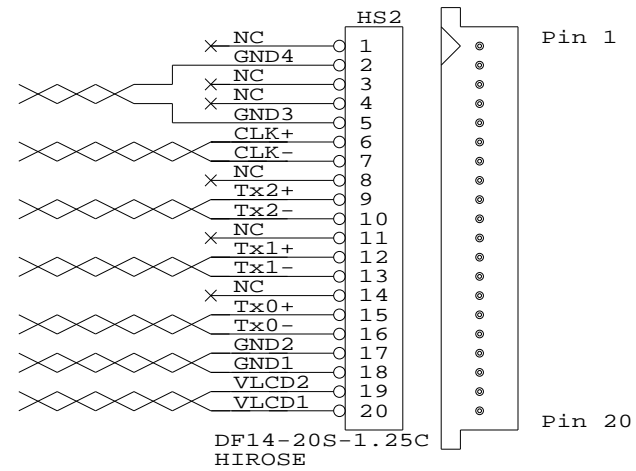 HS2
NC 1
GND4 2
NC 3
NC 4
GND3 5
CLK+ 6
CLK- 7
NC 8
Tx2+ 9
Tx2- 10
NC 11
Tx1+ 12
Tx1- 13
NC 14
Tx0+ 15
Tx0- 16
GND2 17
GND1 18
VLCD2 19
VLCD1 20
DF14-20S-1.25C
HIROSE
Pin 1
Pin 20